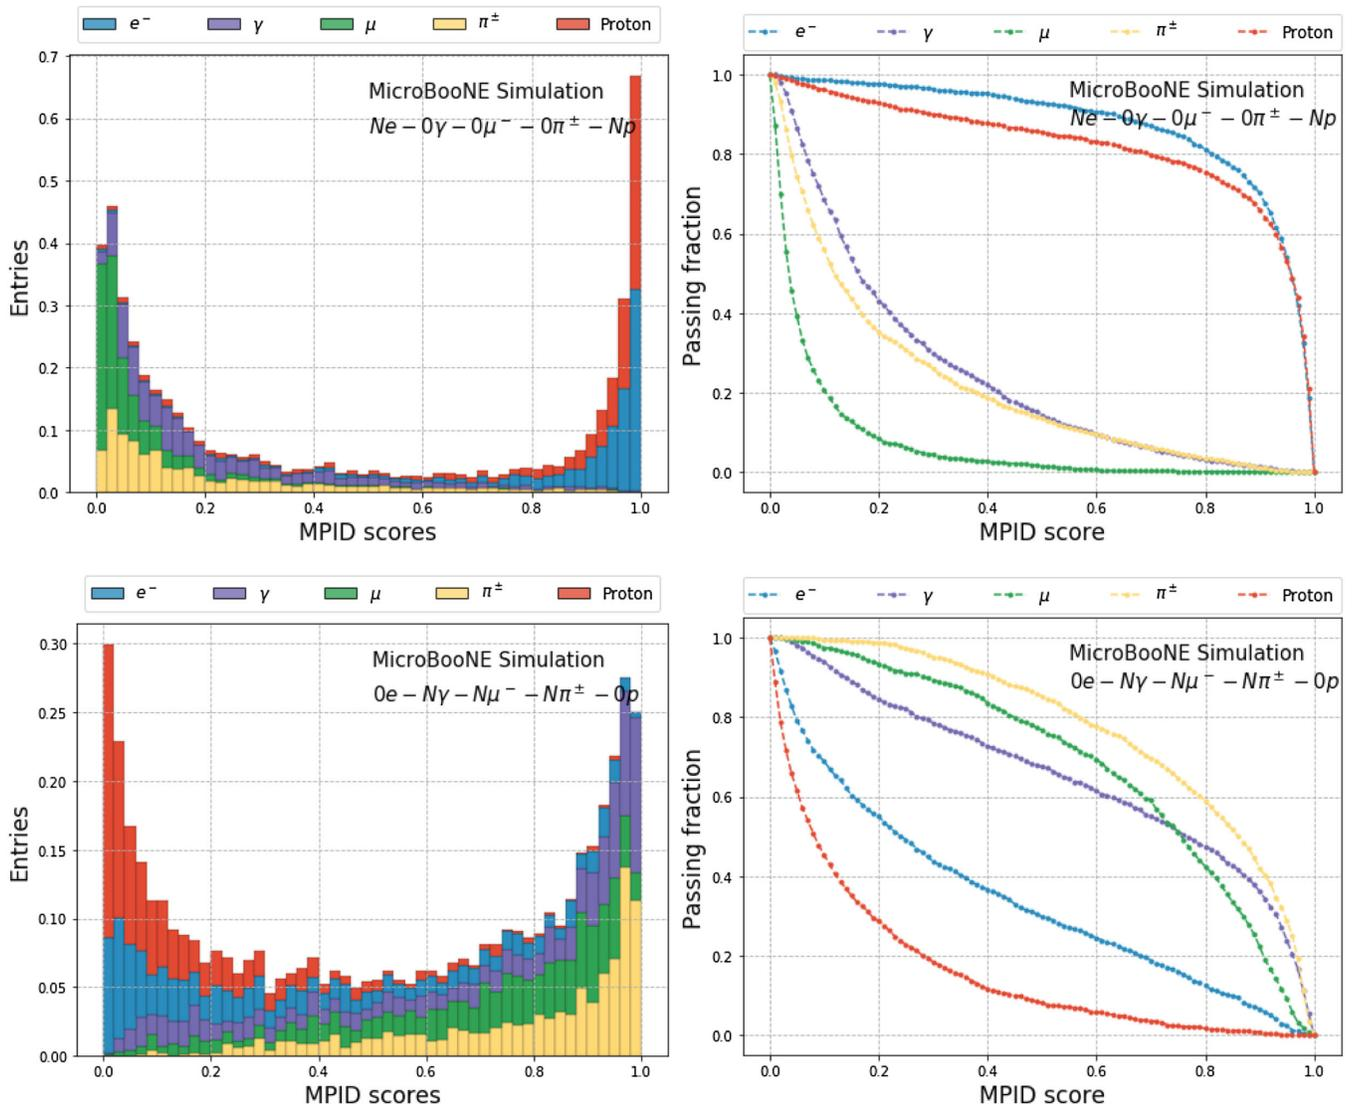 e⁻ γ μ π± Proton
MicroBooNE Simulation
Ne − 0γ − 0μ⁻ − 0π± − Np
Entries
0.7
0.6
0.5
0.4
0.3
0.2
0.1
0.0
0.0 0.2 0.4 0.6 0.8 1.0
MPID scores
e⁻ γ μ π± Proton
MicroBooNE Simulation
Ne − 0γ − 0μ⁻ − 0π± − Np
Passing fraction
1.0
0.8
0.6
0.4
0.2
0.0
0.0 0.2 0.4 0.6 0.8 1.0
MPID score
e⁻ γ μ π± Proton
MicroBooNE Simulation
0e − Nγ − Nμ⁻ − Nπ± − 0p
Entries
0.30
0.25
0.20
0.15
0.10
0.05
0.00
0.0 0.2 0.4 0.6 0.8 1.0
MPID scores
e⁻ γ μ π± Proton
MicroBooNE Simulation
0e − Nγ − Nμ⁻ − Nπ± − 0p
Passing fraction
1.0
0.8
0.6
0.4
0.2
0.0
0.0 0.2 0.4 0.6 0.8 1.0
MPID score